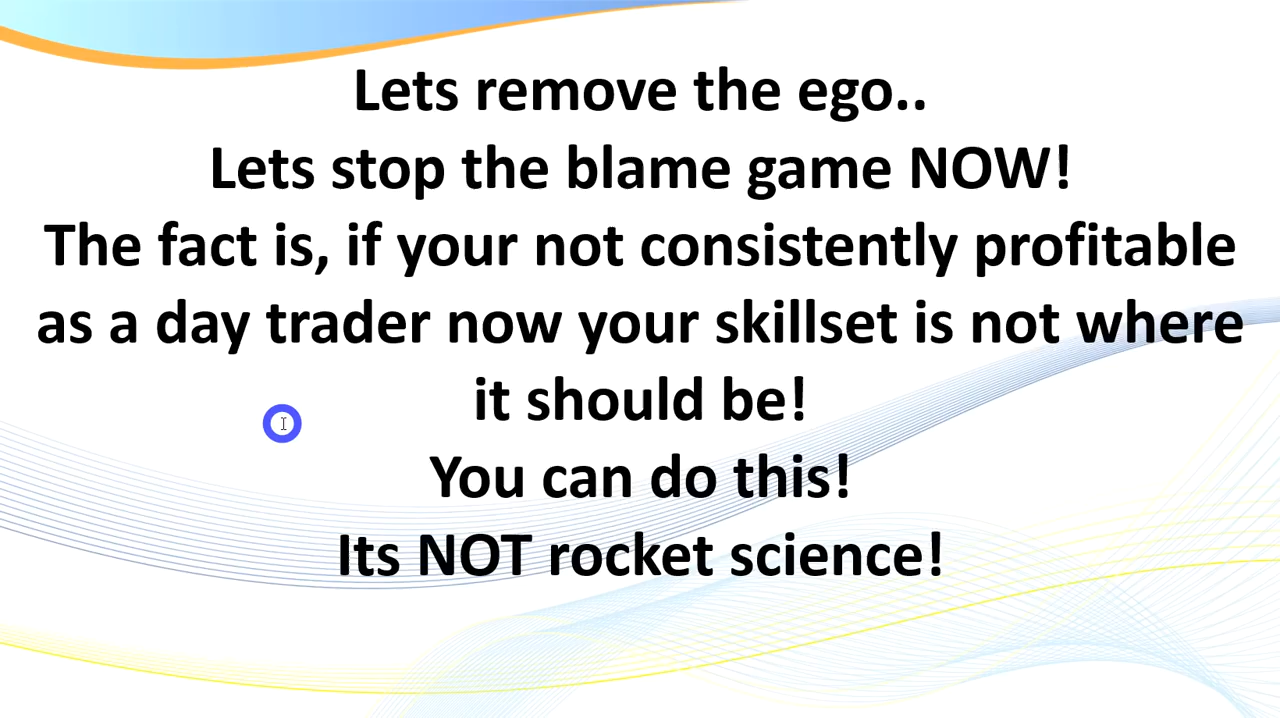 Lets remove the ego..
Lets stop the blame game NOW!
The fact is, if your not consistently profitable
as a day trader now your skillset is not where
it should be!
You can do this!
Its NOT rocket science!